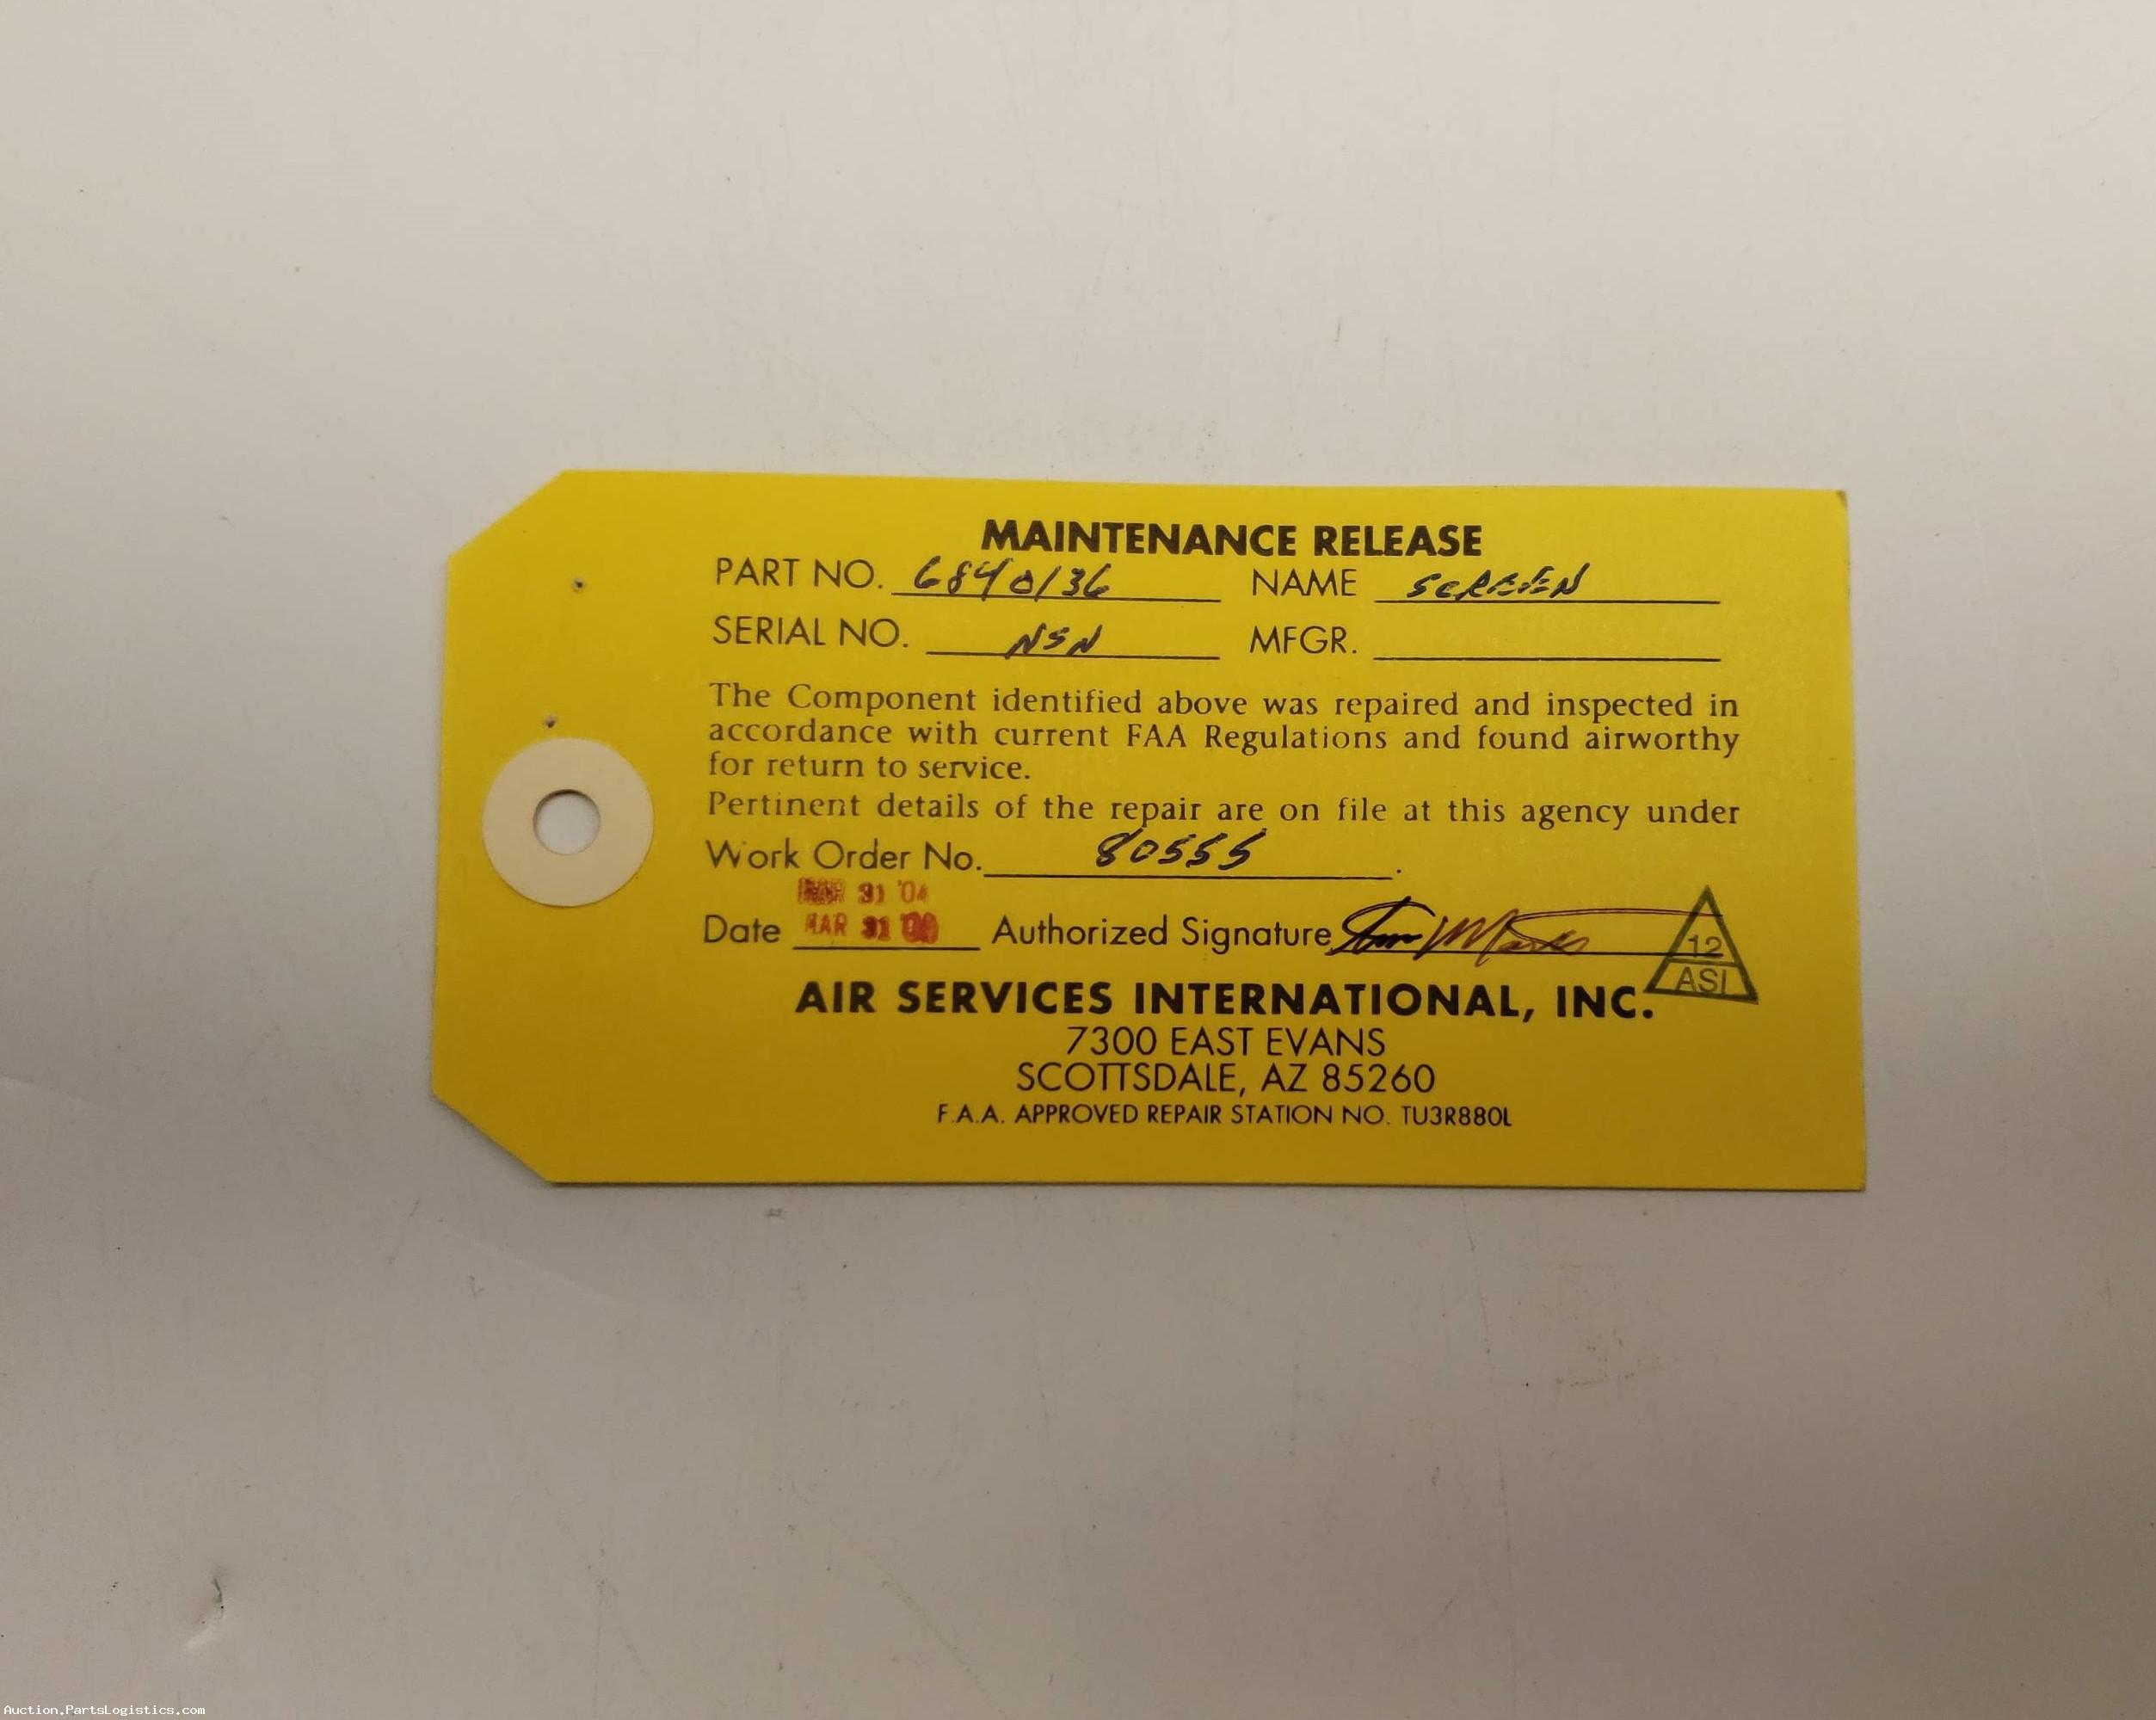 MAINTENANCE RELEASE
PART NO. 6840136 NAME SCREEN
SERIAL NO. NSN MFGR.
The Component identified above was repaired and inspected in
accordance with current FAA Regulations and found airworthy
for return to service.
Pertinent details of the repair are on file at this agency under
Work Order No. 80555.
MAR 31 '04
Date MAR 31 Authorized Signature
12
ASI
AIR SERVICES INTERNATIONAL, INC.
7300 EAST EVANS
SCOTTSDALE, AZ 85260
F.A.A. APPROVED REPAIR STATION NO. TU3R880L
Auction.PartsLogistics.com